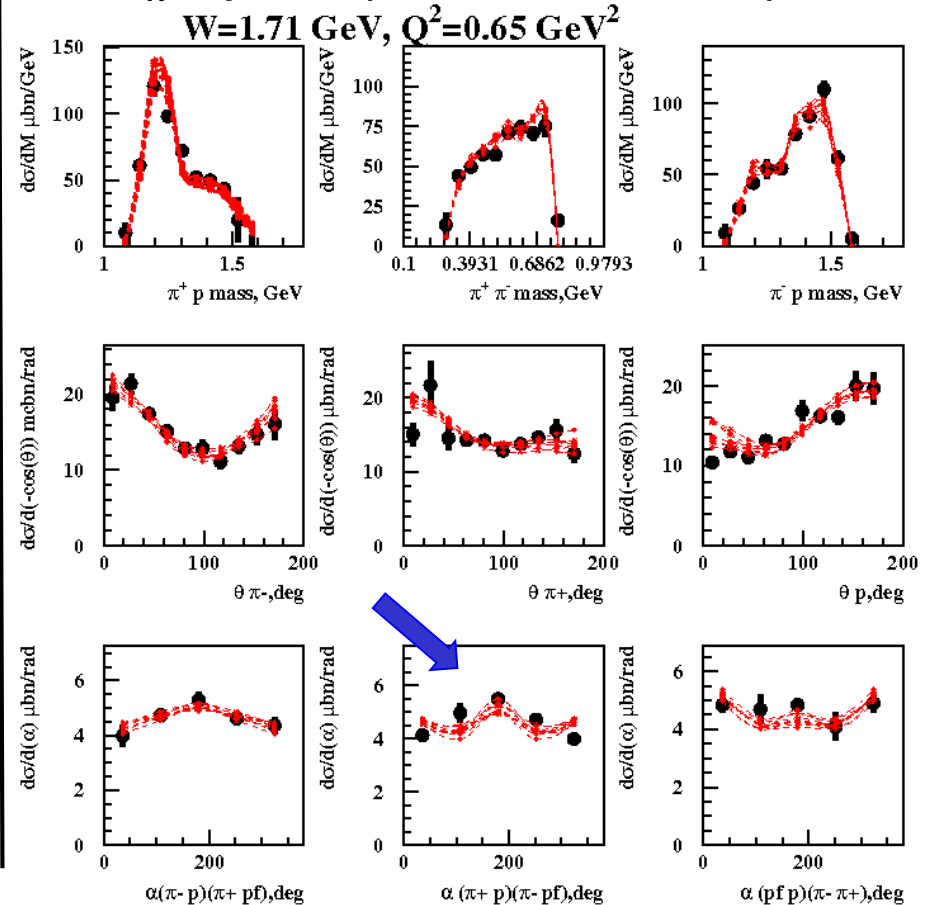 W=1.71 GeV, Q²=0.65 GeV²
dσ/dM μbn/GeV
150
100
50
0
1
1.5
π⁺ p mass, GeV
dσ/dM μbn/GeV
100
75
50
25
0
0.1 0.3931 0.6862 0.9793
π⁺ π⁻ mass,GeV
dσ/dM μbn/GeV
100
50
0
1
1.5
π⁻ p mass, GeV
dσ/d(-cos(θ)) mcbn/rad
20
10
0
0 100 200
θ π-,deg
dσ/d(-cos(θ)) μbn/rad
20
10
0
0 100 200
θ π+,deg
dσ/d(-cos(θ)) μbn/rad
20
10
0
0 100 200
θ p,deg
dσ/d(α) μbn/rad
6
4
2
0
0 200
α(π- p)(π+ pf),deg
dσ/d(α) μbn/rad
6
4
2
0
0 200
α (π+ p)(π- pf),deg
dσ/d(α) μbn/rad
6
4
2
0
0 200
α (pf p)(π- π+),deg